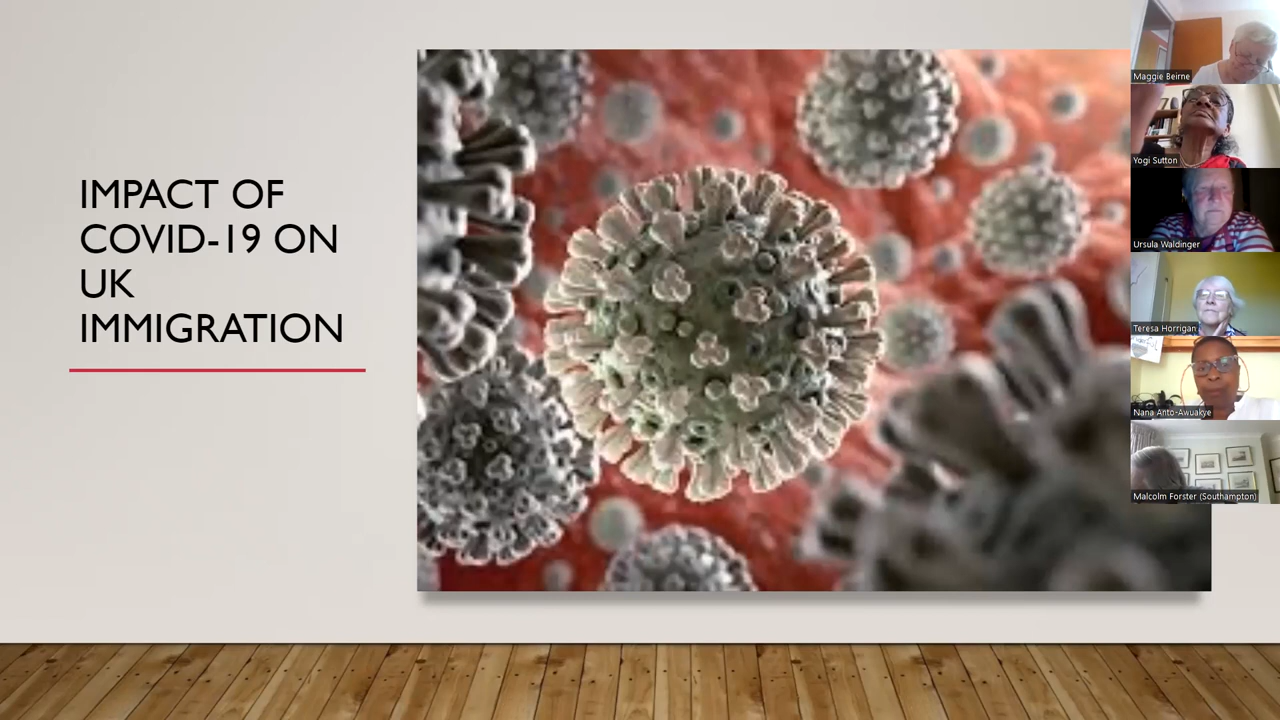 IMPACT OF
COVID-19 ON
UK
IMMIGRATION
Maggie Beirne
Yogi Sutton
Ursula Waldinger
Teresa Horrigan
Nana Anto-Awuakye
Malcolm Forster (Southampton)